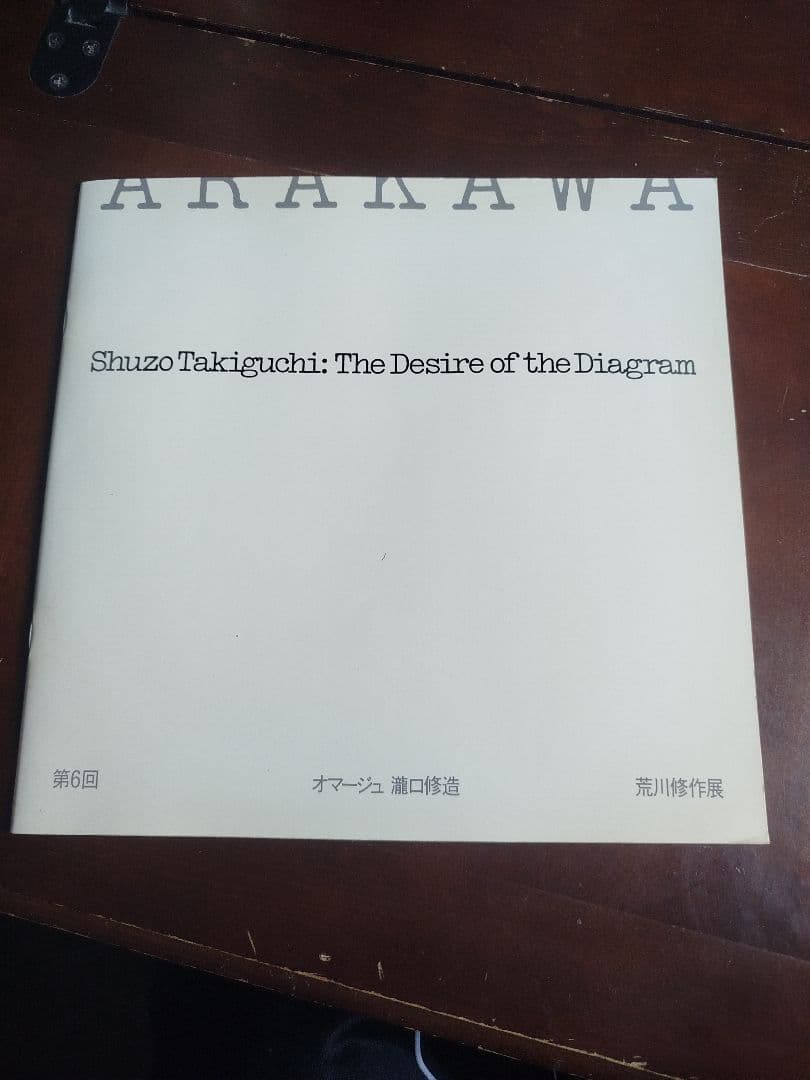 ARAKAWA
Shuzo Takiguchi: The Desire of the Diagram
第6回 オマージュ 瀧口修造 荒川修作展